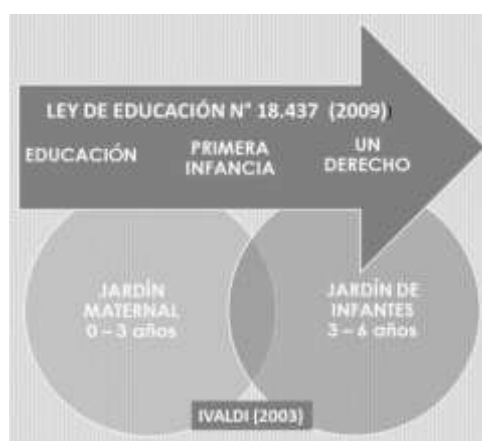 LEY DE EDUCACIÓN N° 18.437 (2009)
EDUCACIÓN
PRIMERA
INFANCIA
UN
DERECHO
JARDÍN
MATERNAL
0 – 3 años
JARDÍN DE
INFANTES
3 – 6 años
IVALDI (2003)